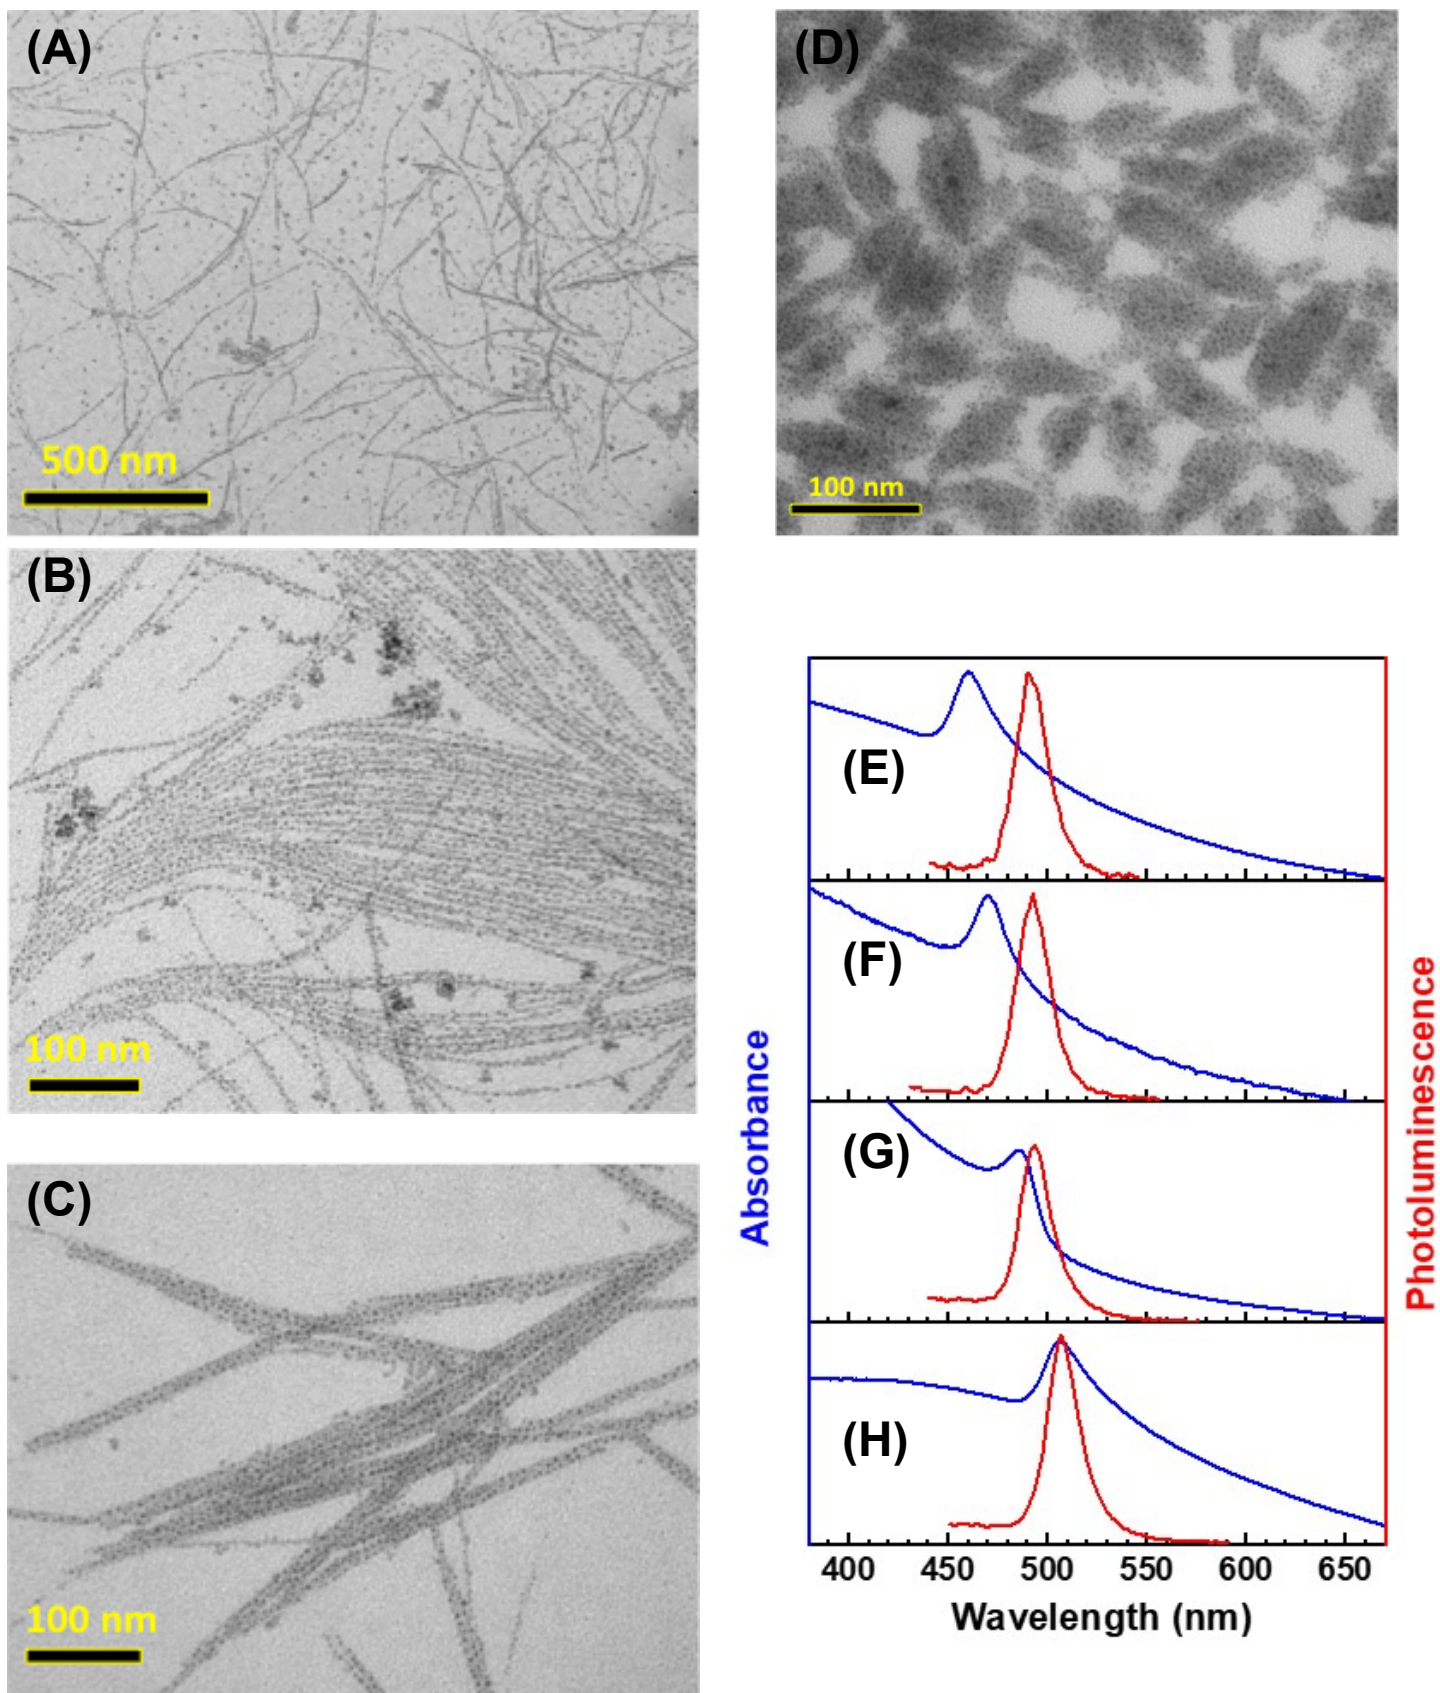 (A)
500 nm
(B)
100 nm
(C)
100 nm
(D)
100 nm
(E)
(F)
(G)
(H)
Absorbance
Photoluminescence
400 450 500 550 600 650
Wavelength (nm)